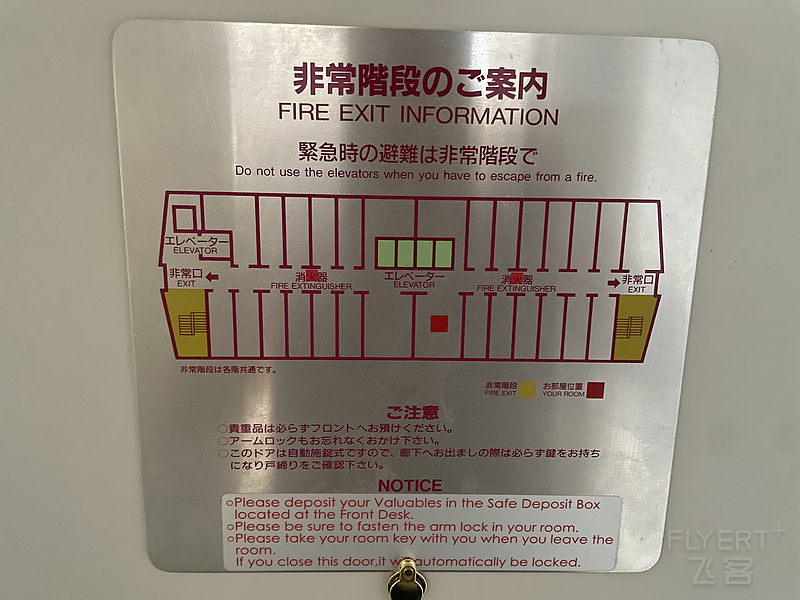 非常階段のご案内
FIRE EXIT INFORMATION
緊急時の避難は非常階段で
Do not use the elevators when you have to escape from a fire.
エレベーター
ELEVATOR
非常口
EXIT
消火器
FIRE EXTINGUISHER
エレベーター
ELEVATOR
消火器
FIRE EXTINGUISHER
非常口
EXIT
非常階段は各階共通です。
非常階段
FIRE EXIT
お部屋位置
YOUR ROOM
ご注意
○貴重品は必らずフロントへお預けください。
○アームロックもお忘れなくおかけ下さい。
○このドアは自動施錠式ですので、廊下へお出ましの際は必らず鍵をお持ち
になり戸締りをご確認下さい。
NOTICE
○Please deposit your Valuables in the Safe Deposit Box
located at the Front Desk.
○Please be sure to fasten the arm lock in your room.
○Please take your room key with you when you leave the
room.
If you close this door,it automatically be locked.
FLYERT+
飞客